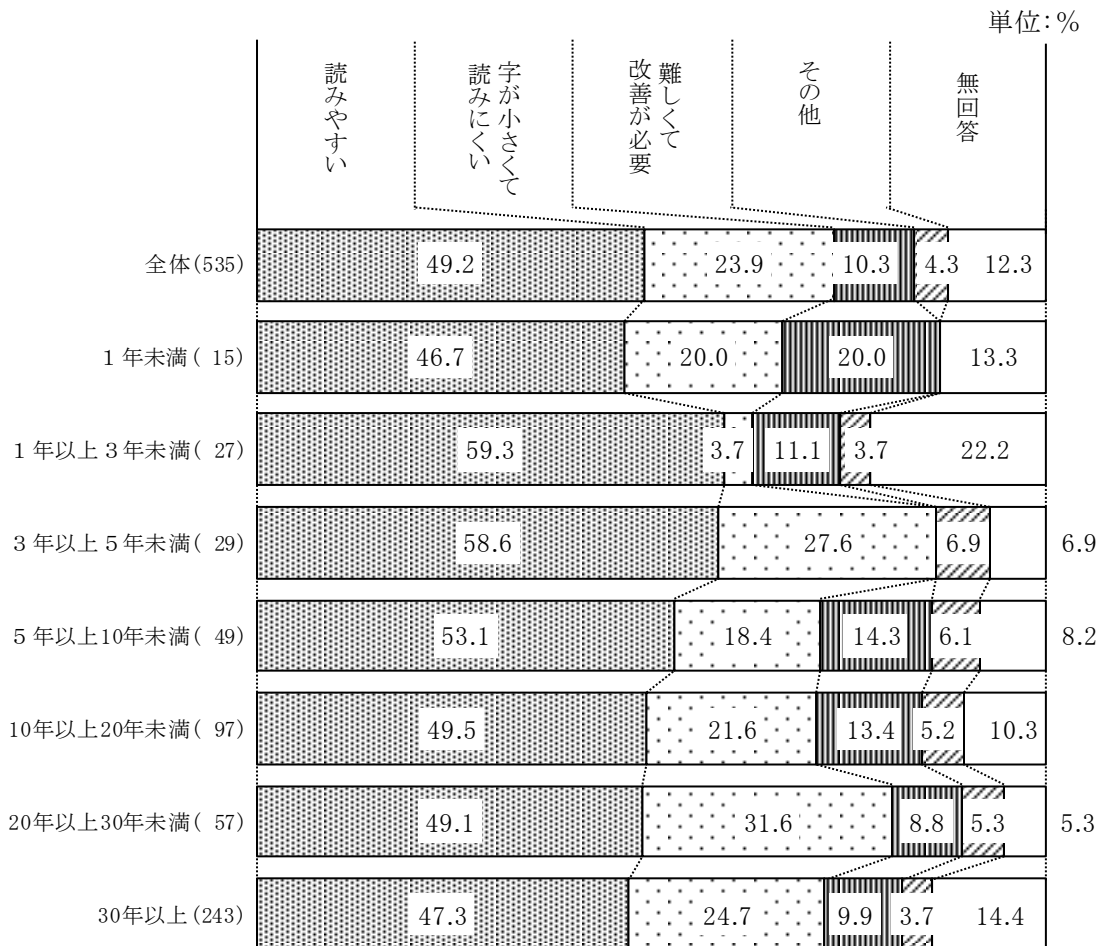 単位：％
読みやすい
字が小さくて
読みにくい
難しくて
改善が必要
その他
無回答
全体(535) 49.2 23.9 10.3 4.3 12.3
１年未満( 15) 46.7 20.0 20.0 13.3
１年以上３年未満( 27) 59.3 3.7 11.1 3.7 22.2
３年以上５年未満( 29) 58.6 27.6 6.9 6.9
５年以上10年未満( 49) 53.1 18.4 14.3 6.1 8.2
10年以上20年未満( 97) 49.5 21.6 13.4 5.2 10.3
20年以上30年未満( 57) 49.1 31.6 8.8 5.3 5.3
30年以上(243) 47.3 24.7 9.9 3.7 14.4